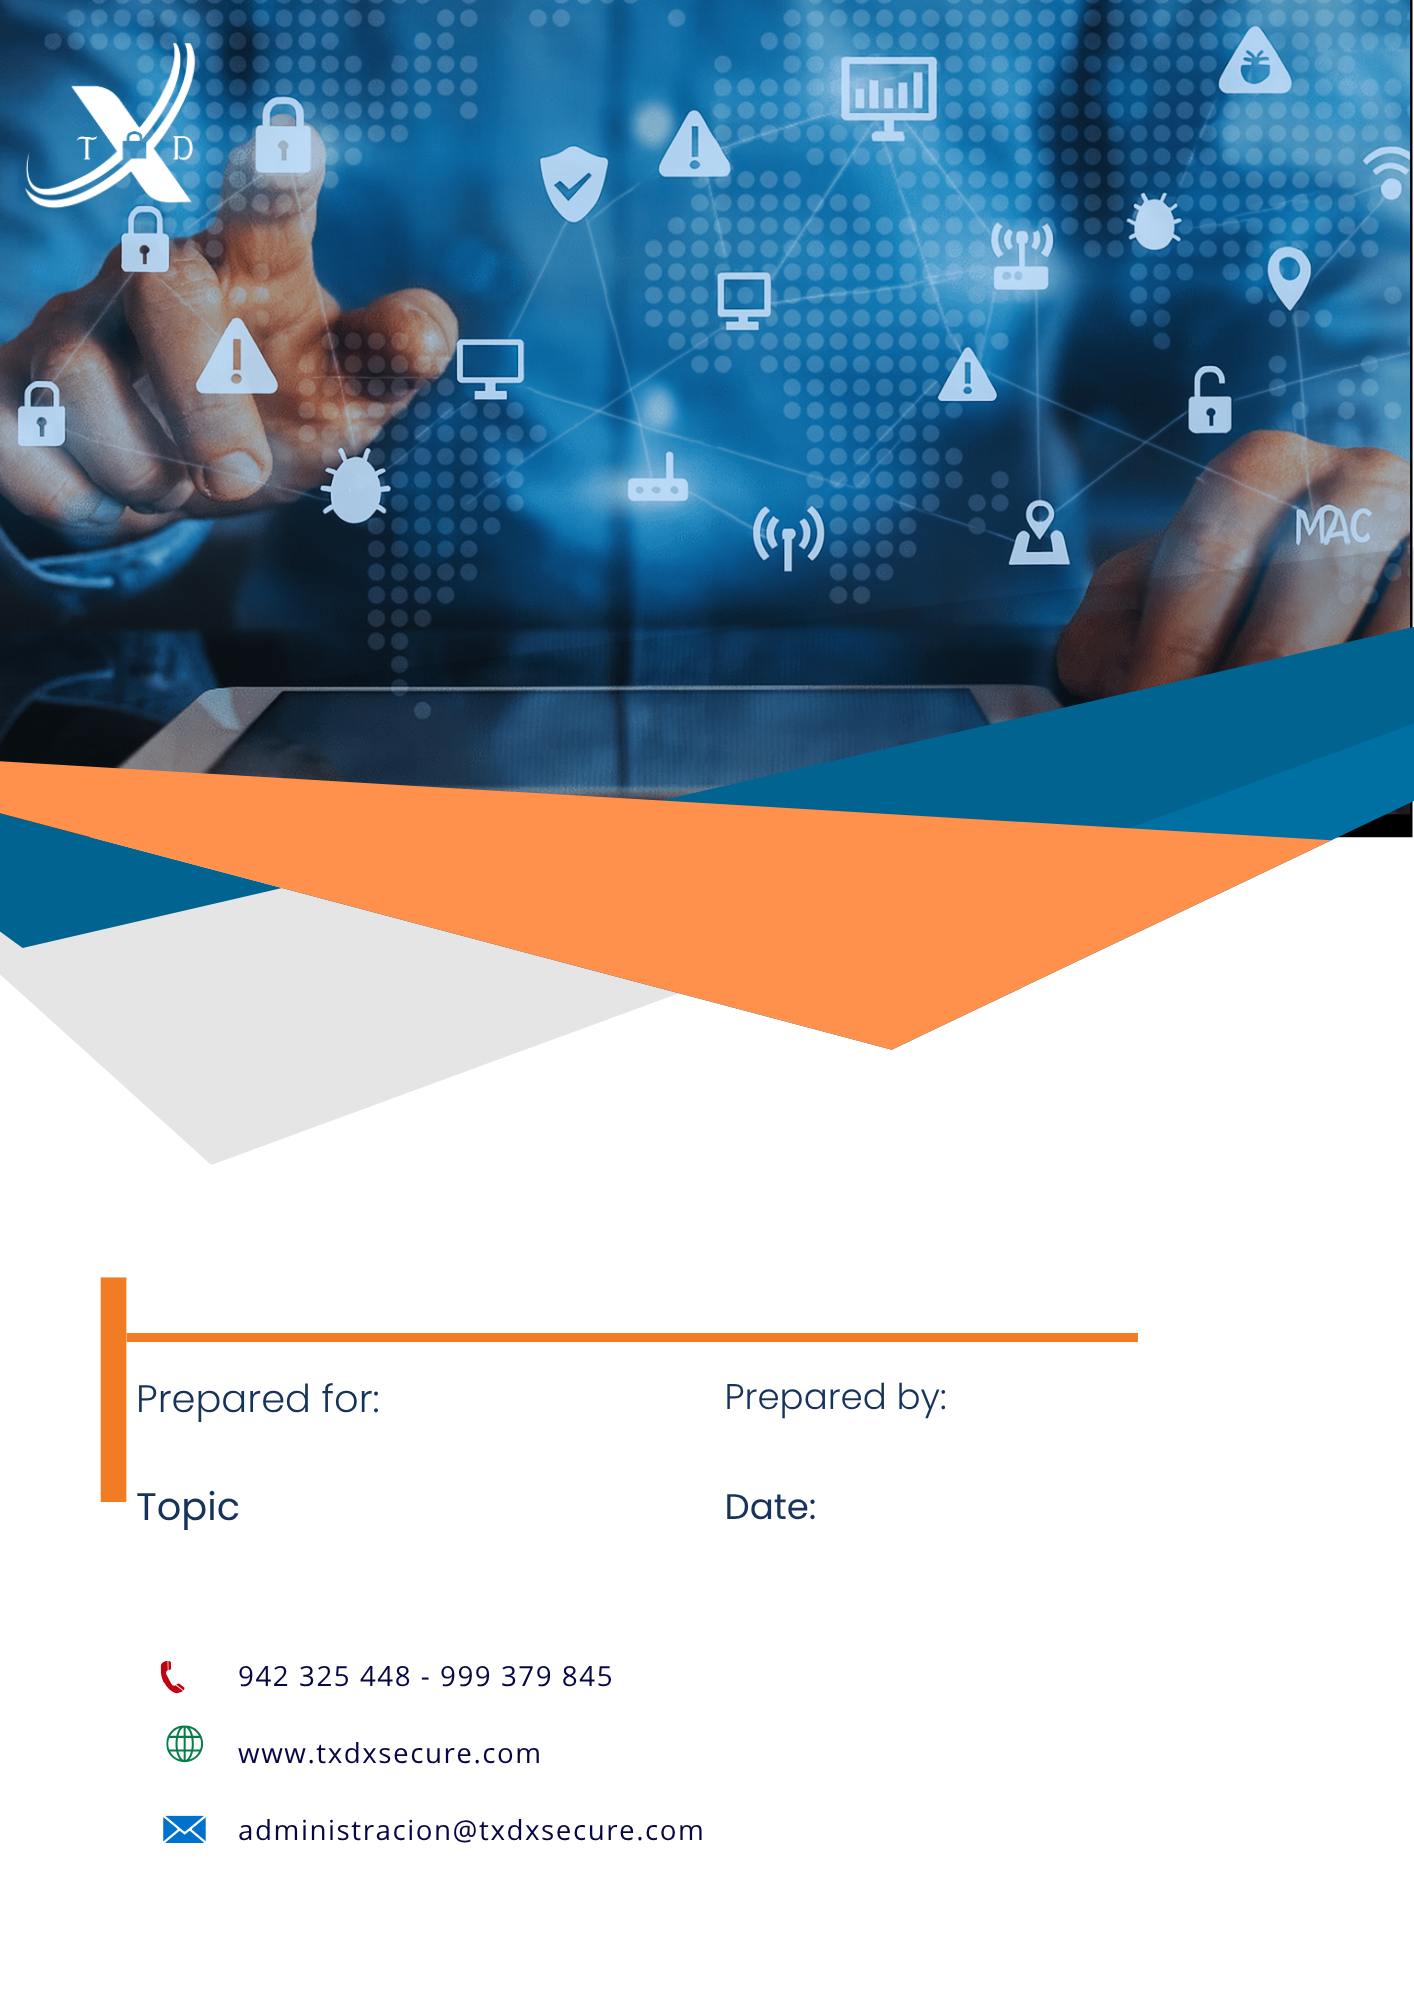 T X D
MAC
Prepared for:
Prepared by:
Topic
Date:
942 325 448 - 999 379 845
www.txdxsecure.com
administracion@txdxsecure.com